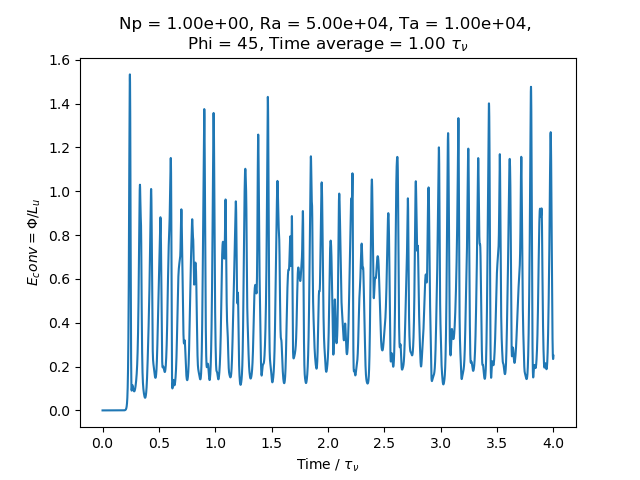 Np = 1.00e+00, Ra = 5.00e+04, Ta = 1.00e+04,
Phi = 45, Time average = 1.00 τ_ν
1.6
1.4
1.2
1.0
0.8
0.6
0.4
0.2
0.0
E_conv = Φ/L_u
0.0 0.5 1.0 1.5 2.0 2.5 3.0 3.5 4.0
Time / τ_ν